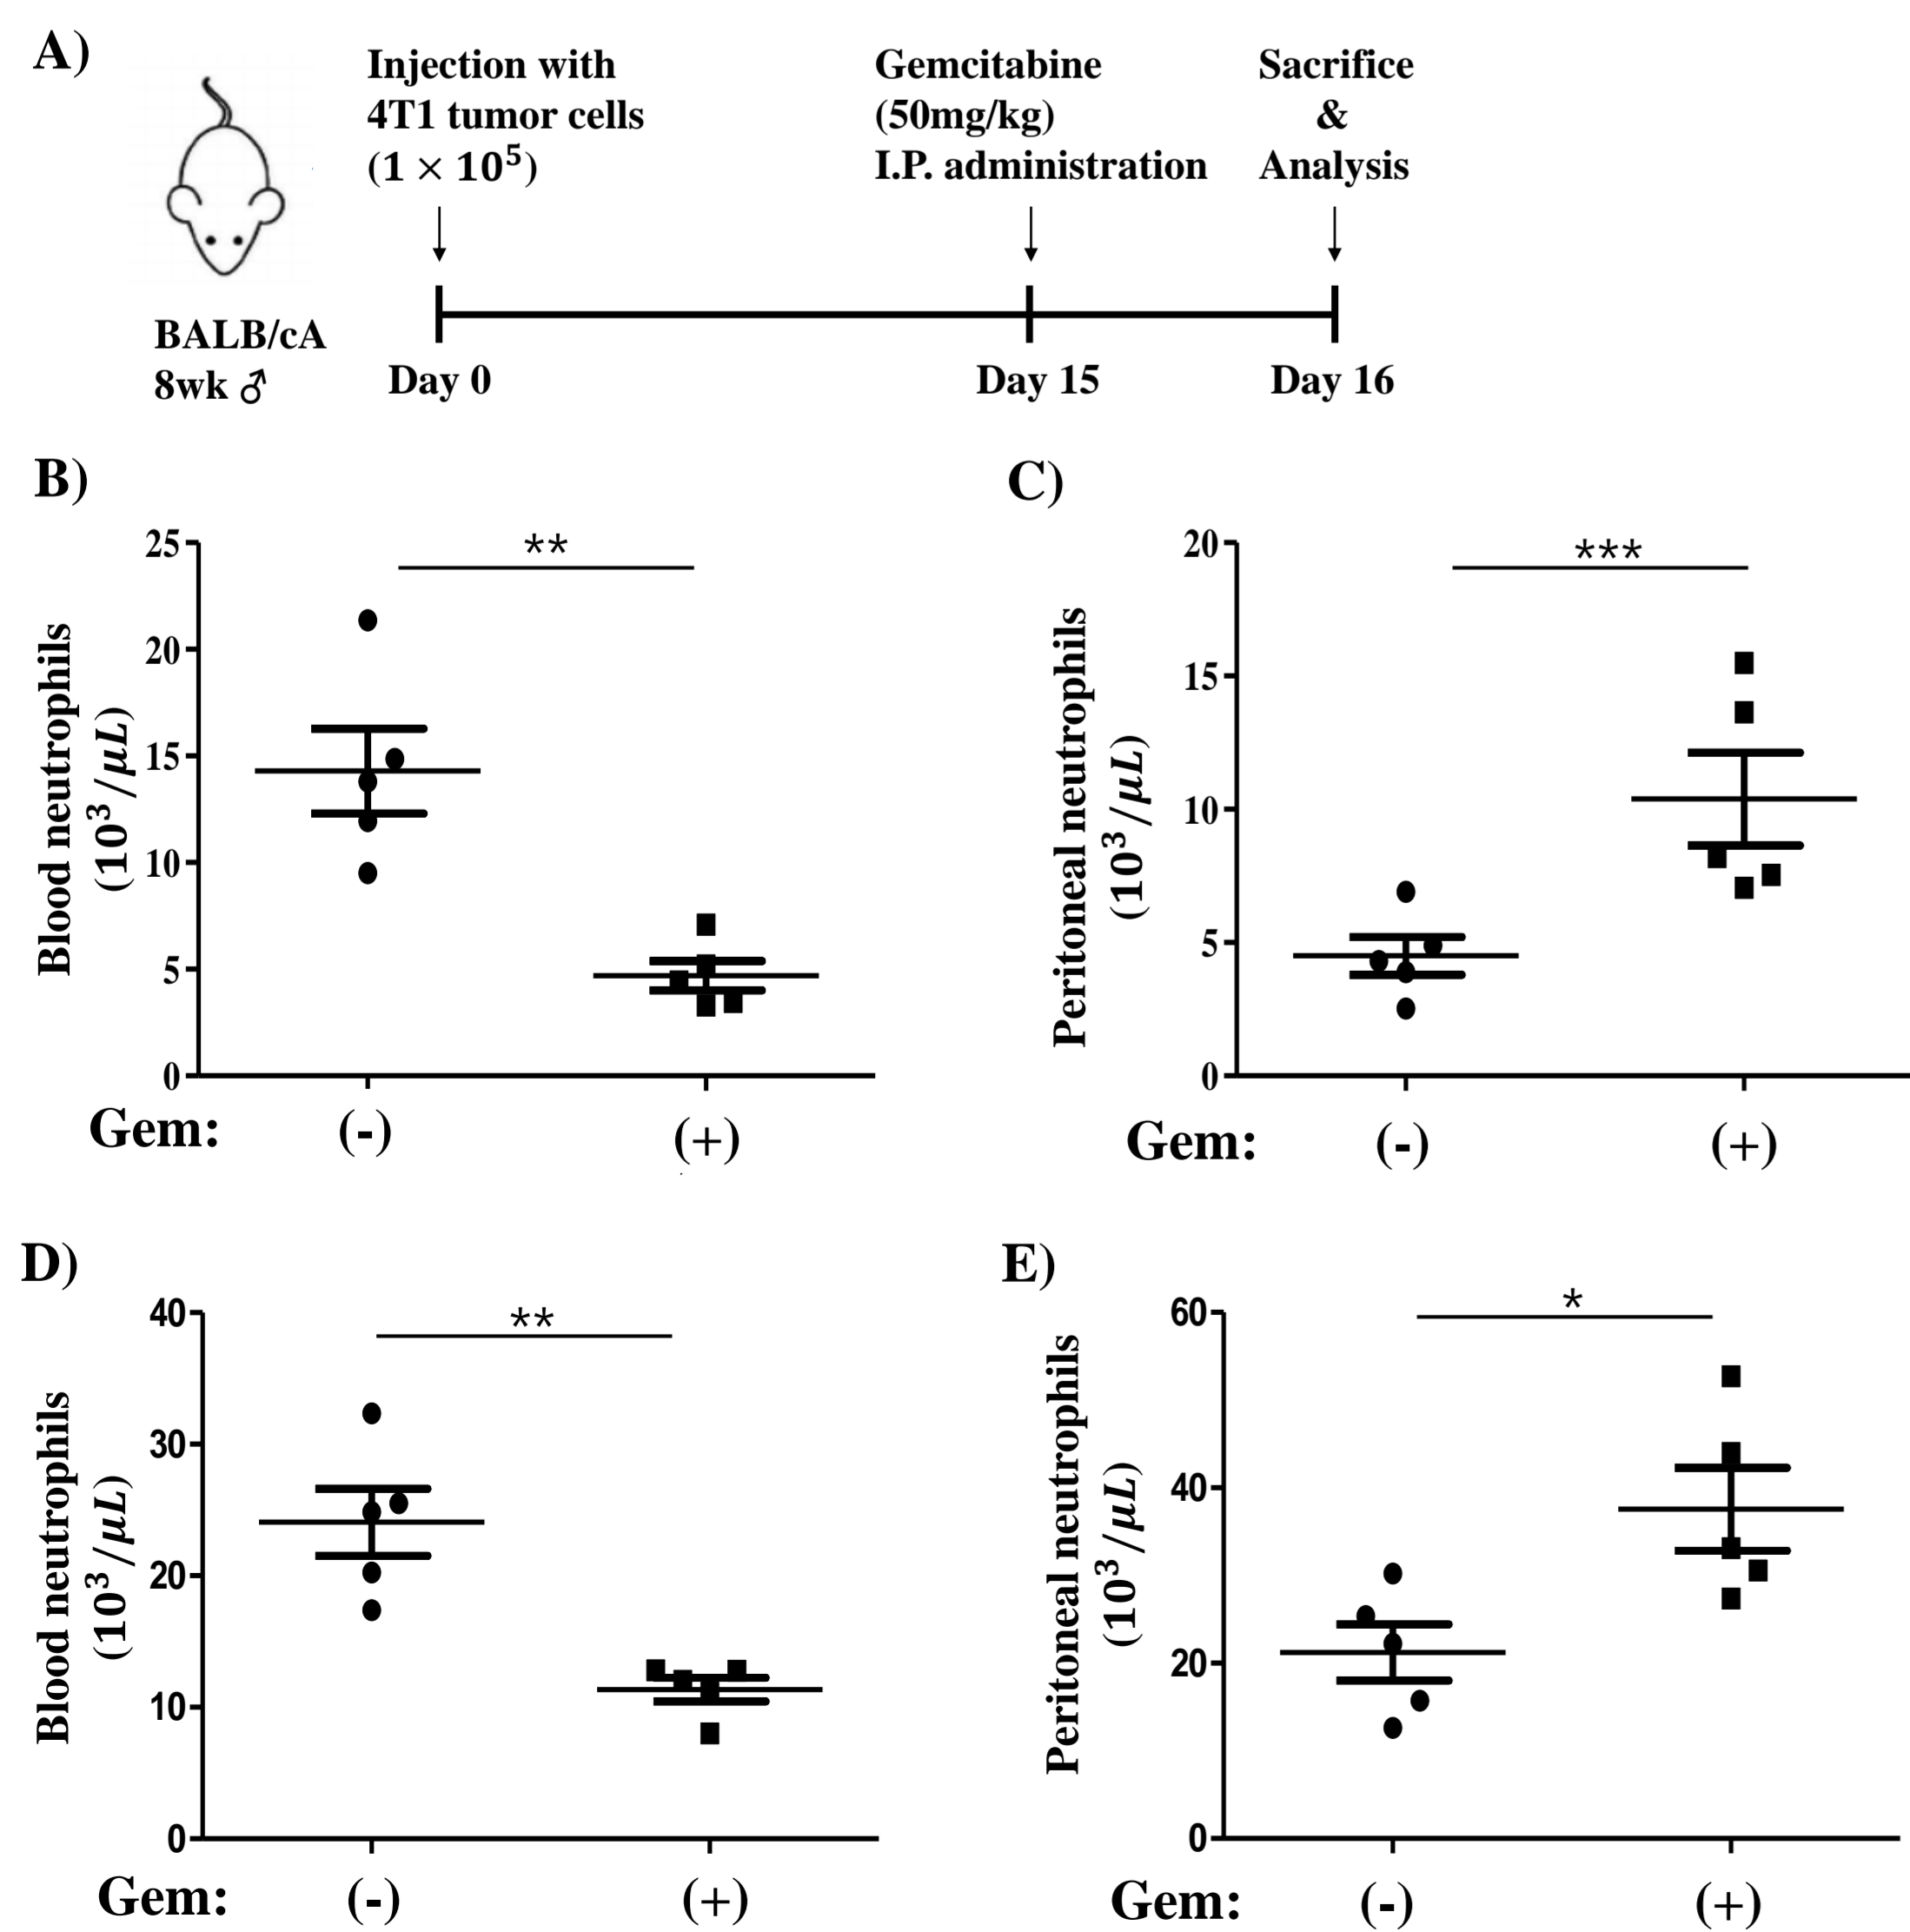 A)
Injection with
4T1 tumor cells
(1 × 10⁵)
Gemcitabine
(50mg/kg)
I.P. administration
Sacrifice
&
Analysis
BALB/cA
8wk ♂
Day 0
Day 15
Day 16
B)
Blood neutrophils
(10³/μL)
25
20
15
10
5
0
**
Gem:
(-)
(+)
C)
Peritoneal neutrophils
(10³/μL)
20
15
10
5
0
***
Gem:
(-)
(+)
D)
Blood neutrophils
(10³/μL)
40
30
20
10
0
**
Gem:
(-)
(+)
E)
Peritoneal neutrophils
(10³/μL)
60
40
20
0
*
Gem:
(-)
(+)